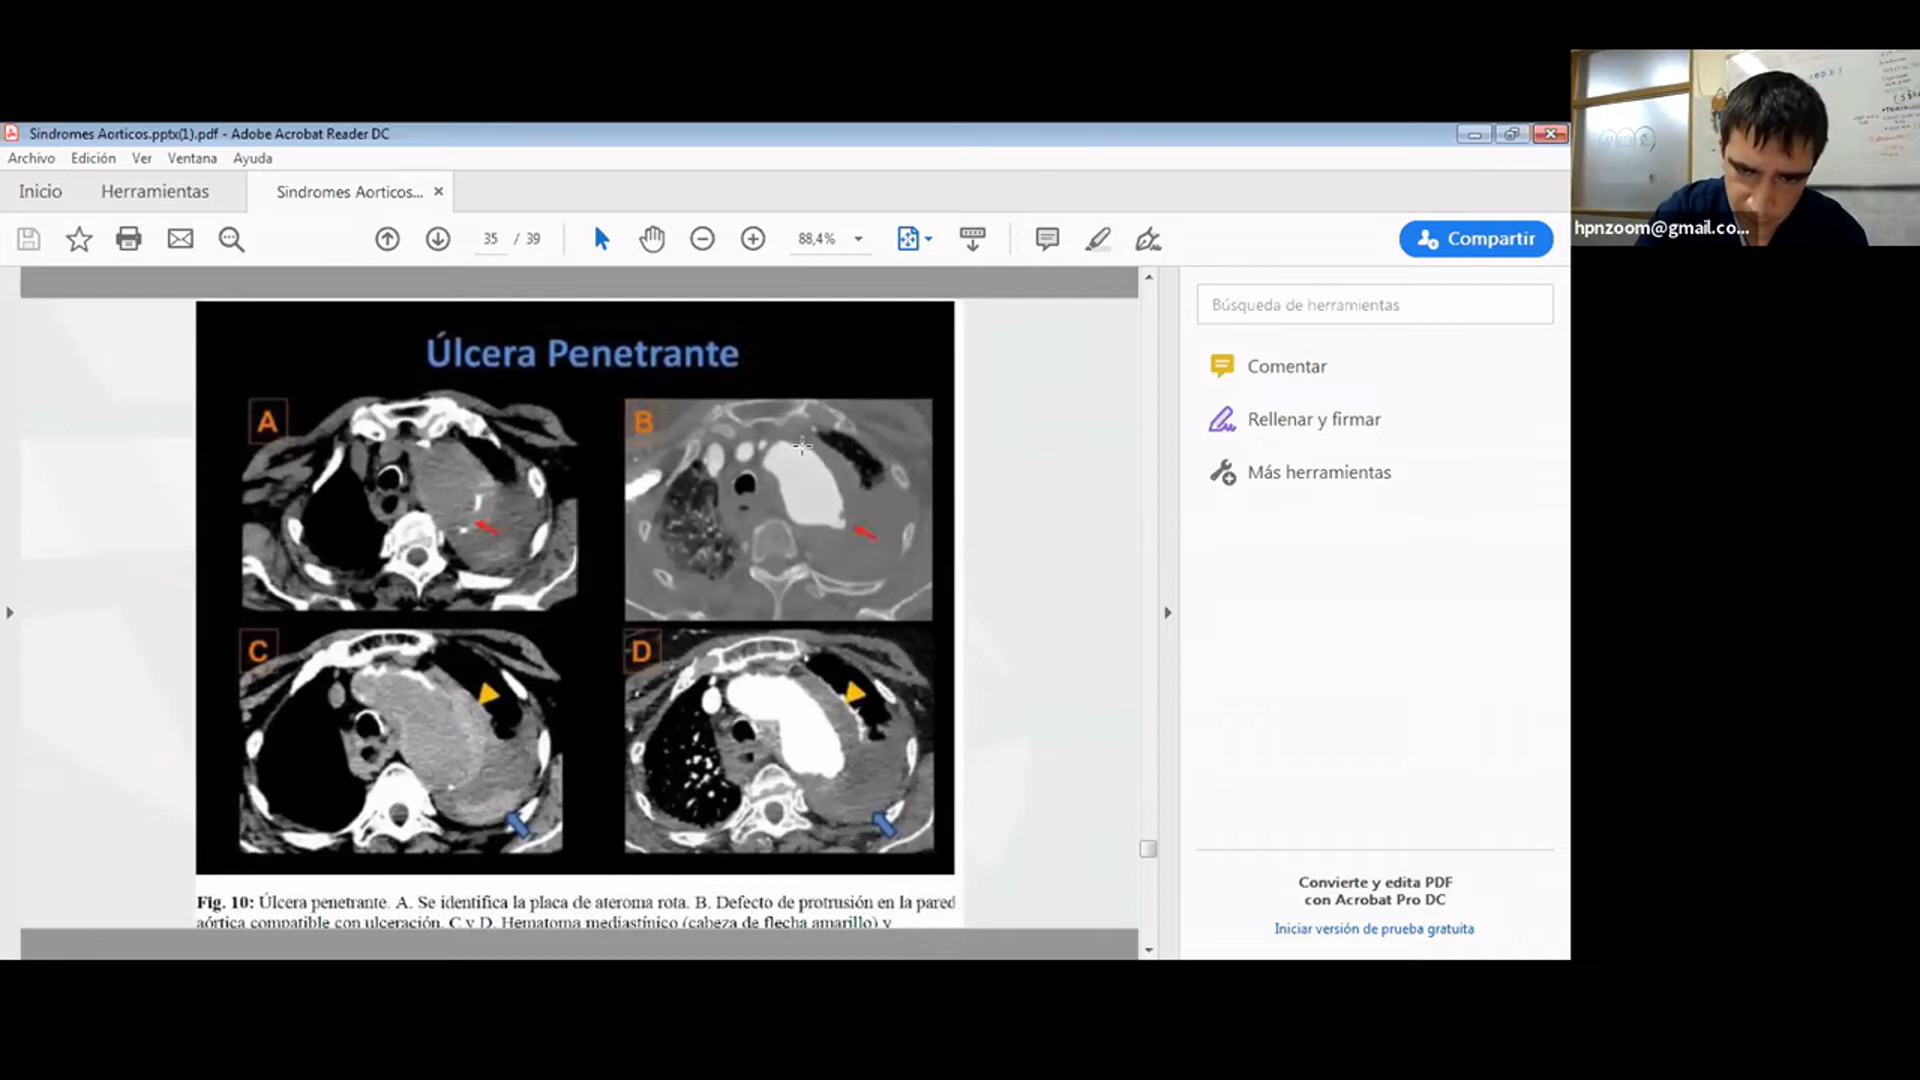 Sindromes Aorticos.pptx(1).pdf - Adobe Acrobat Reader DC
Archivo Edición Ver Ventana Ayuda
Inicio Herramientas Sindromes Aorticos... ×
35 / 39 88,4% Compartir
hpnzoom@gmail.co...
Úlcera Penetrante
A
B
C
D
Fig. 10: Úlcera penetrante. A. Se identifica la placa de ateroma rota. B. Defecto de protrusión en la pared
aórtica compatible con ulceración. C y D. Hematoma mediastínico (cabeza de flecha amarillo) y
Búsqueda de herramientas
Comentar
Rellenar y firmar
Más herramientas
Convierte y edita PDF
con Acrobat Pro DC
Iniciar versión de prueba gratuita